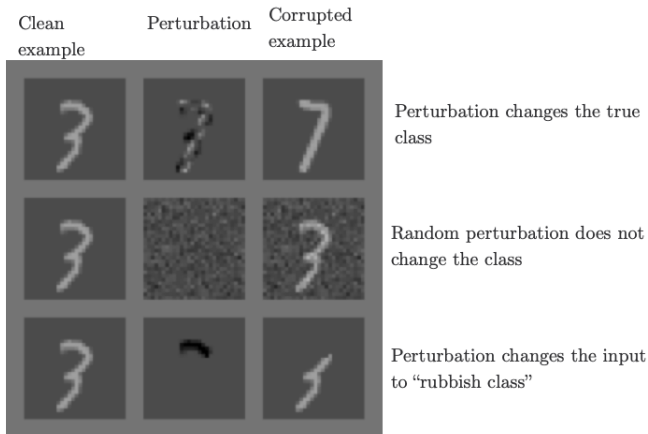 Clean
example
Perturbation
Corrupted
example
Perturbation changes the true
class
Random perturbation does not
change the class
Perturbation changes the input
to “rubbish class”